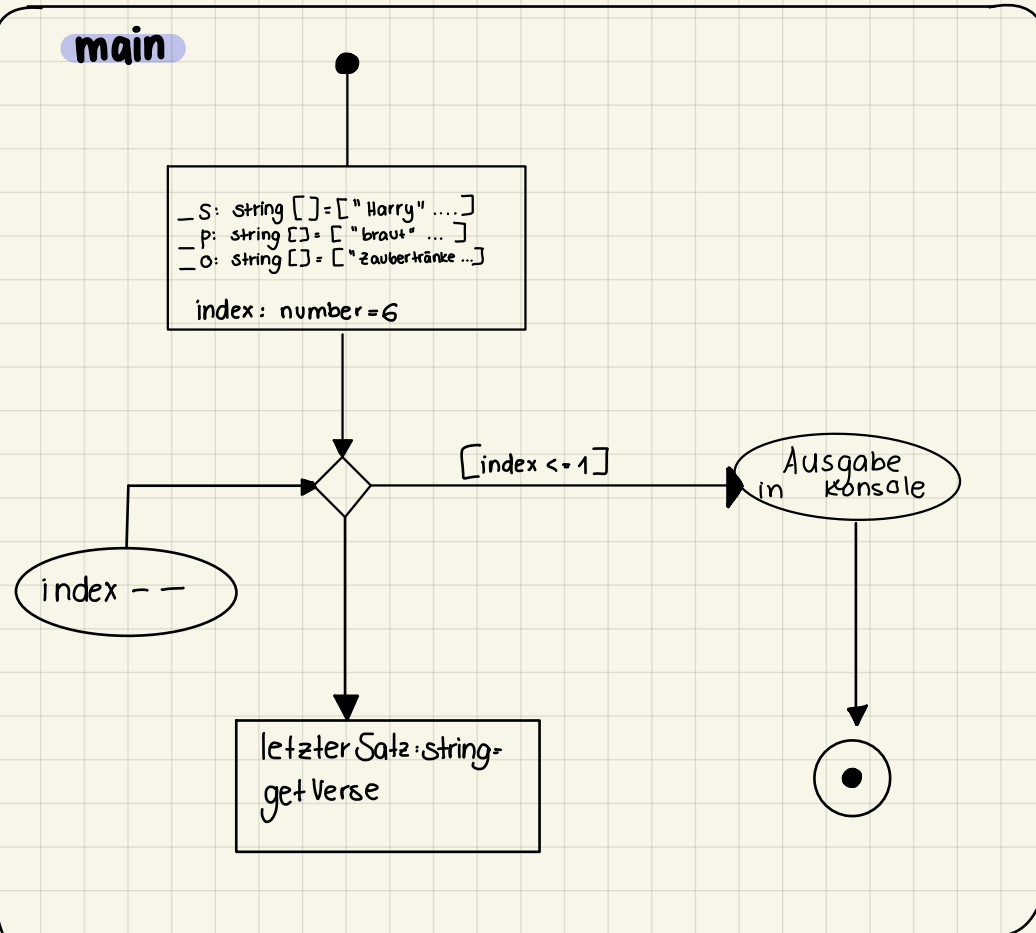 main
_S: string []=["Harry" ....]
_p: string []= ["braut" ... ]
_o: string []= ["Zaubertränke ...]
index: number=6
[index <= 1]
Ausgabe
in Konsole
index - -
letzter Satz: string=
get Verse